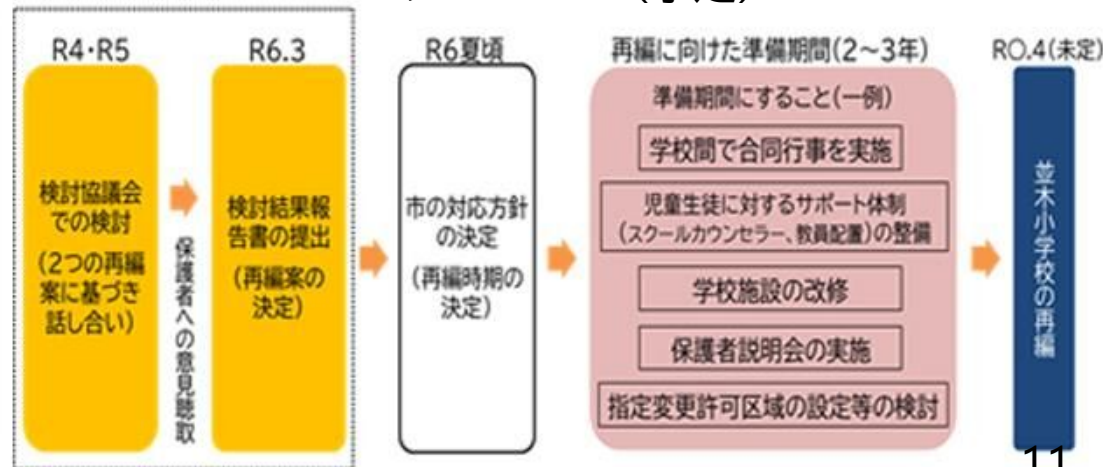 R4・R5
検討協議会
での検討
(2つの再編
案に基づき
話し合い)
保護者への意見聴取
R6.3
検討結果報
告書の提出
(再編案の
決定)
R6夏頃
市の対応方針
の決定
(再編時期の
決定)
再編に向けた準備期間(2～3年)
準備期間にすること(一例)
学校間で合同行事を実施
児童生徒に対するサポート体制
(スクールカウンセラー、教員配置)の整備
学校施設の改修
保護者説明会の実施
指定変更許可区域の設定等の検討
R〇.4(未定)
並木小学校の再編
11